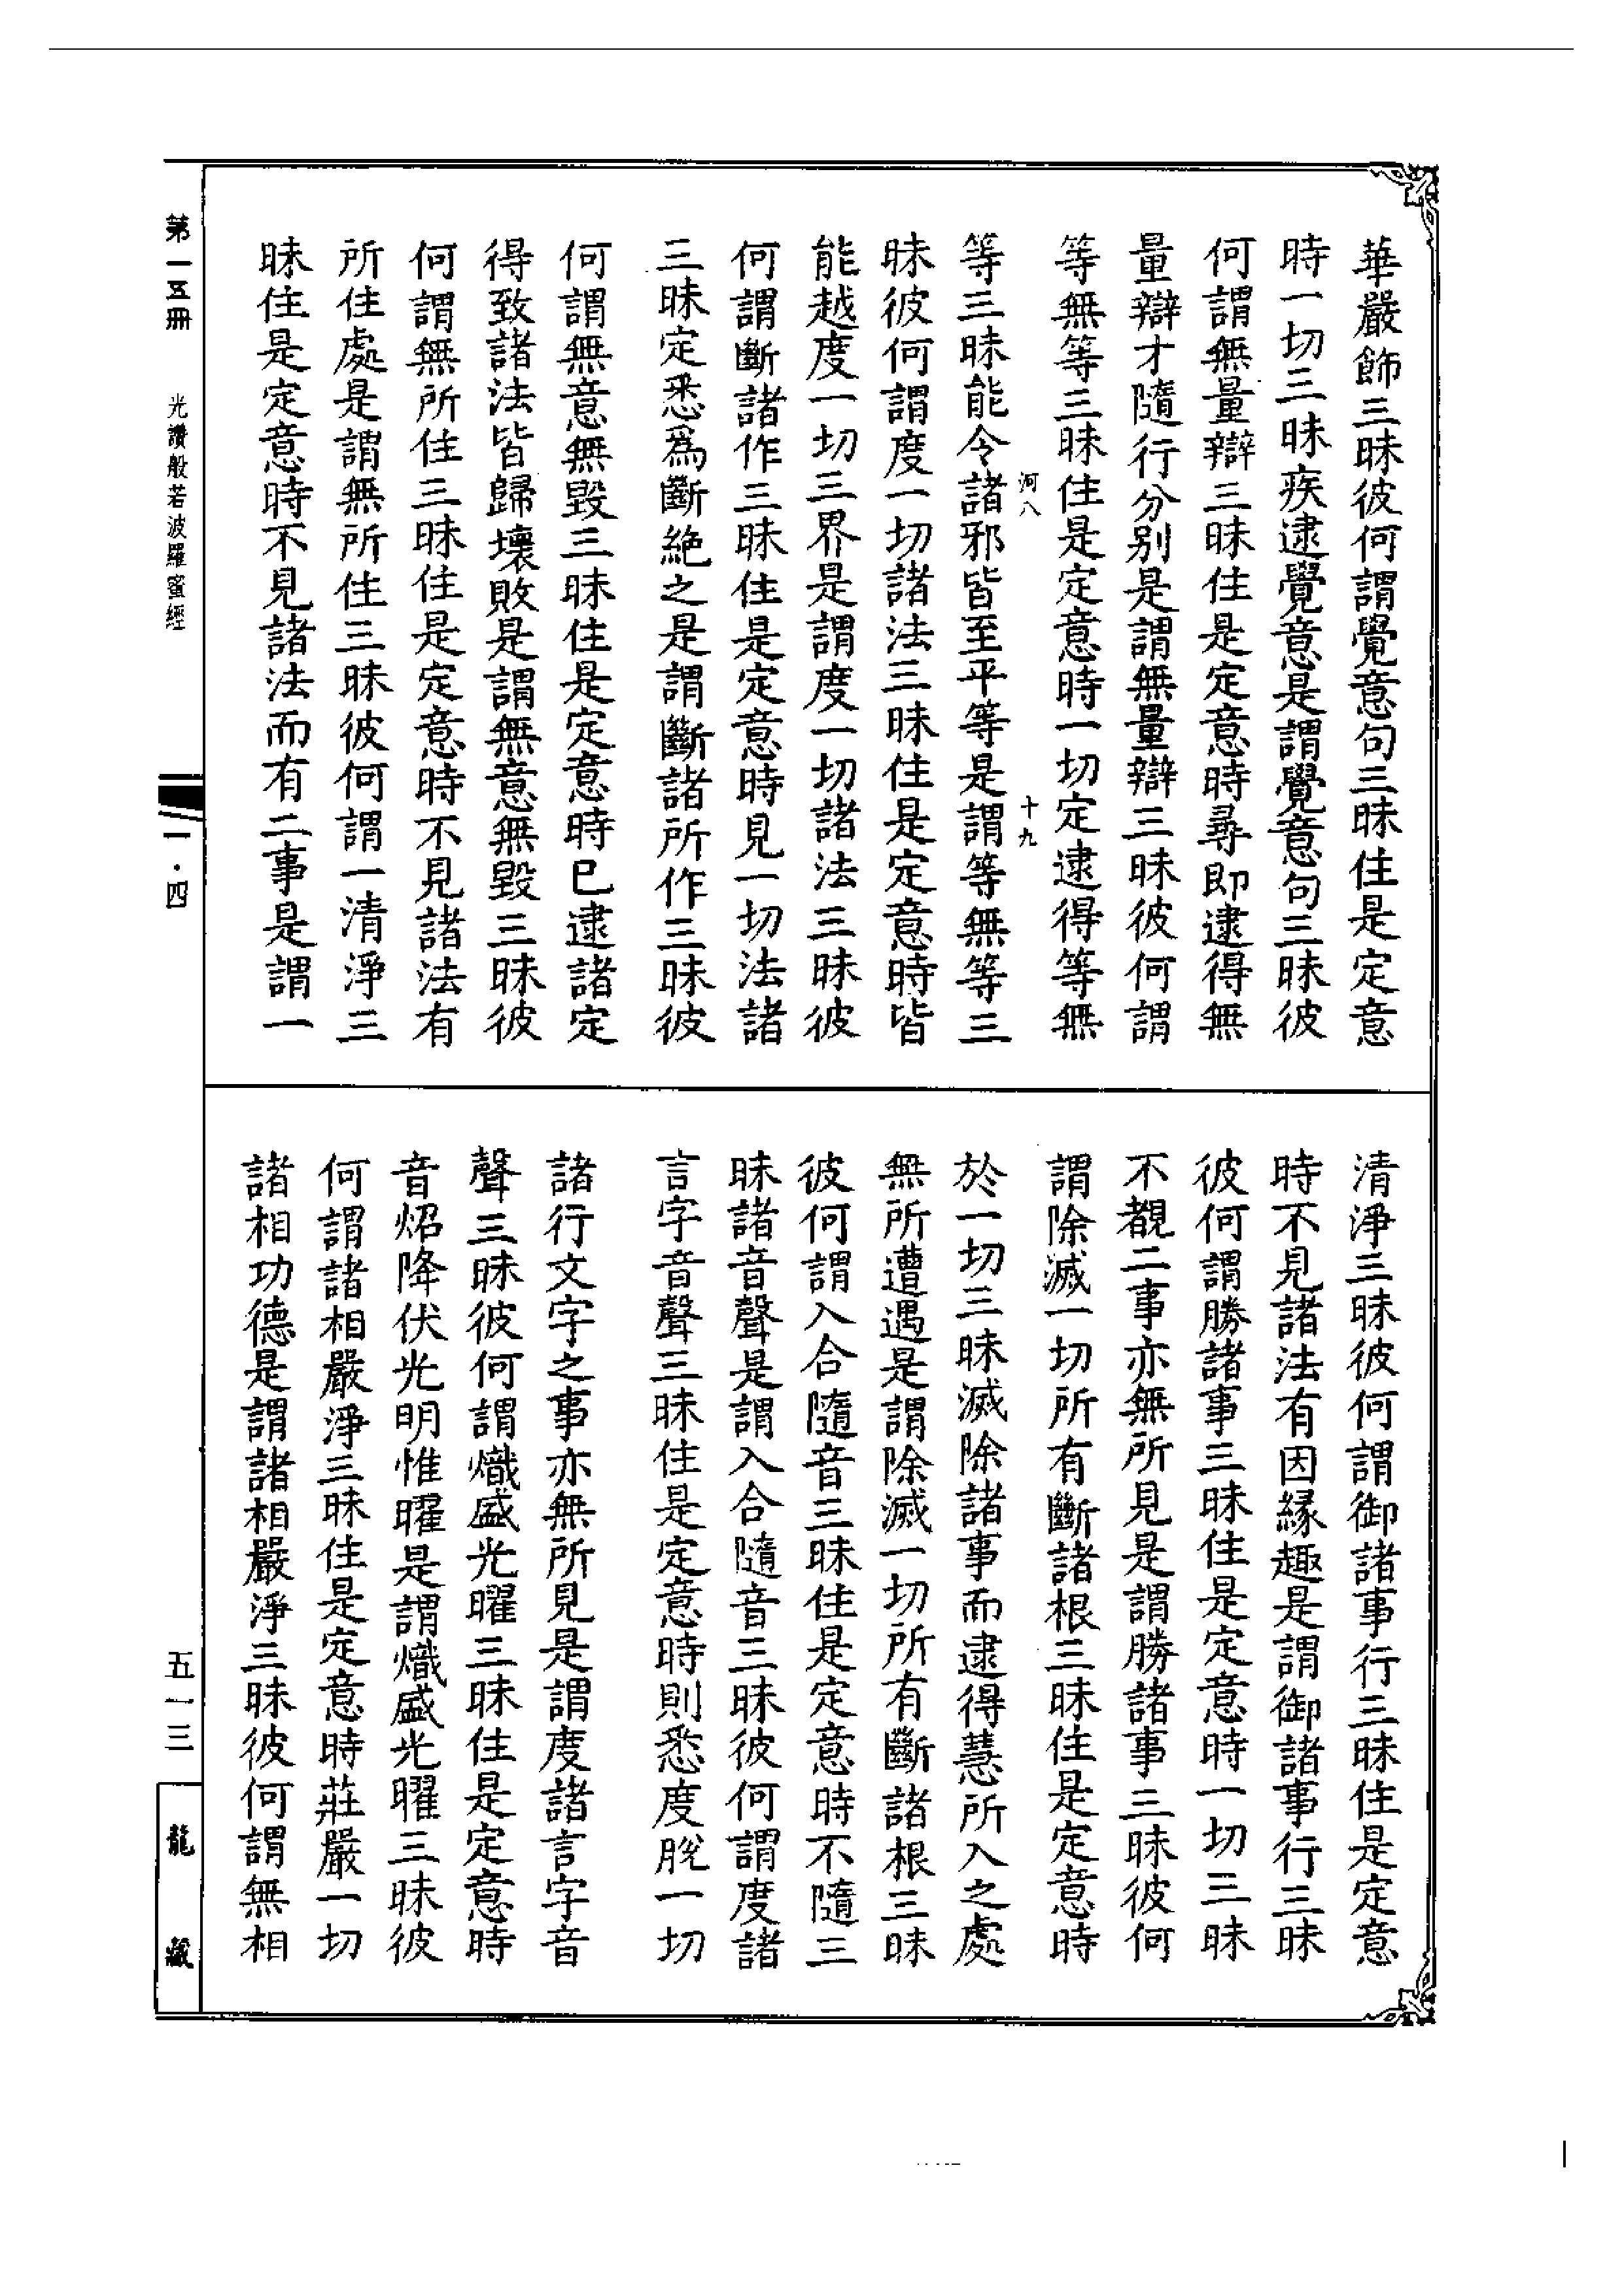 華嚴飾三昧彼何謂覺意句三昧住是定意
時一切三昧疾逮覺意是謂覺意句三昧彼
何謂無量辯三昧住是定意時尋即逮得無
量辯才隨行分别是謂無量辯三昧彼何謂
等無等三昧住是定意時一切定逮得等無
河八
十九
等三昧能令諸邪皆至平等是謂等無等三
昧彼何謂度一切諸法三昧住是定意時皆
能越度一切三界是謂度一切諸法三昧彼
何謂斷諸作三昧住是定意時見一切法諸
三昧定悉爲斷絶之是謂斷諸所作三昧彼
何謂無意無毀三昧住是定意時已逮諸定
得致諸法皆歸壞敗是謂無意無毀三昧彼
何謂無所住三昧住是定意時不見諸法有
所住處是謂無所住三昧彼何謂一清淨三
昧住是定意時不見諸法而有二事是謂一
清淨三昧彼何謂御諸事行三昧住是定意
時不見諸法有因緣趣是謂御諸事行三昧
彼何謂勝諸事三昧住是定意時一切三昧
不覩二事亦無所見是謂勝諸事三昧彼何
謂除滅一切所有斷諸根三昧住是定意時
於一切三昧滅除諸事而逮得慧所入之處
無所遭遇是謂除滅一切所有斷諸根三昧
彼何謂入合隨音三昧住是定意時不隨三
昧諸音聲是謂入合隨音三昧彼何謂度諸
言字音聲三昧住是定意時則悉度脫一切
諸行文字之事亦無所見是謂度諸言字音
聲三昧彼何謂熾盛光曜三昧住是定意時
音炤降伏光明惟曜是謂熾盛光曜三昧彼
何謂諸相嚴淨三昧住是定意時莊嚴一切
諸相功德是謂諸相嚴淨三昧彼何謂無相
第一五冊
光讚般若波羅蜜經
一·四
五一三
龍藏